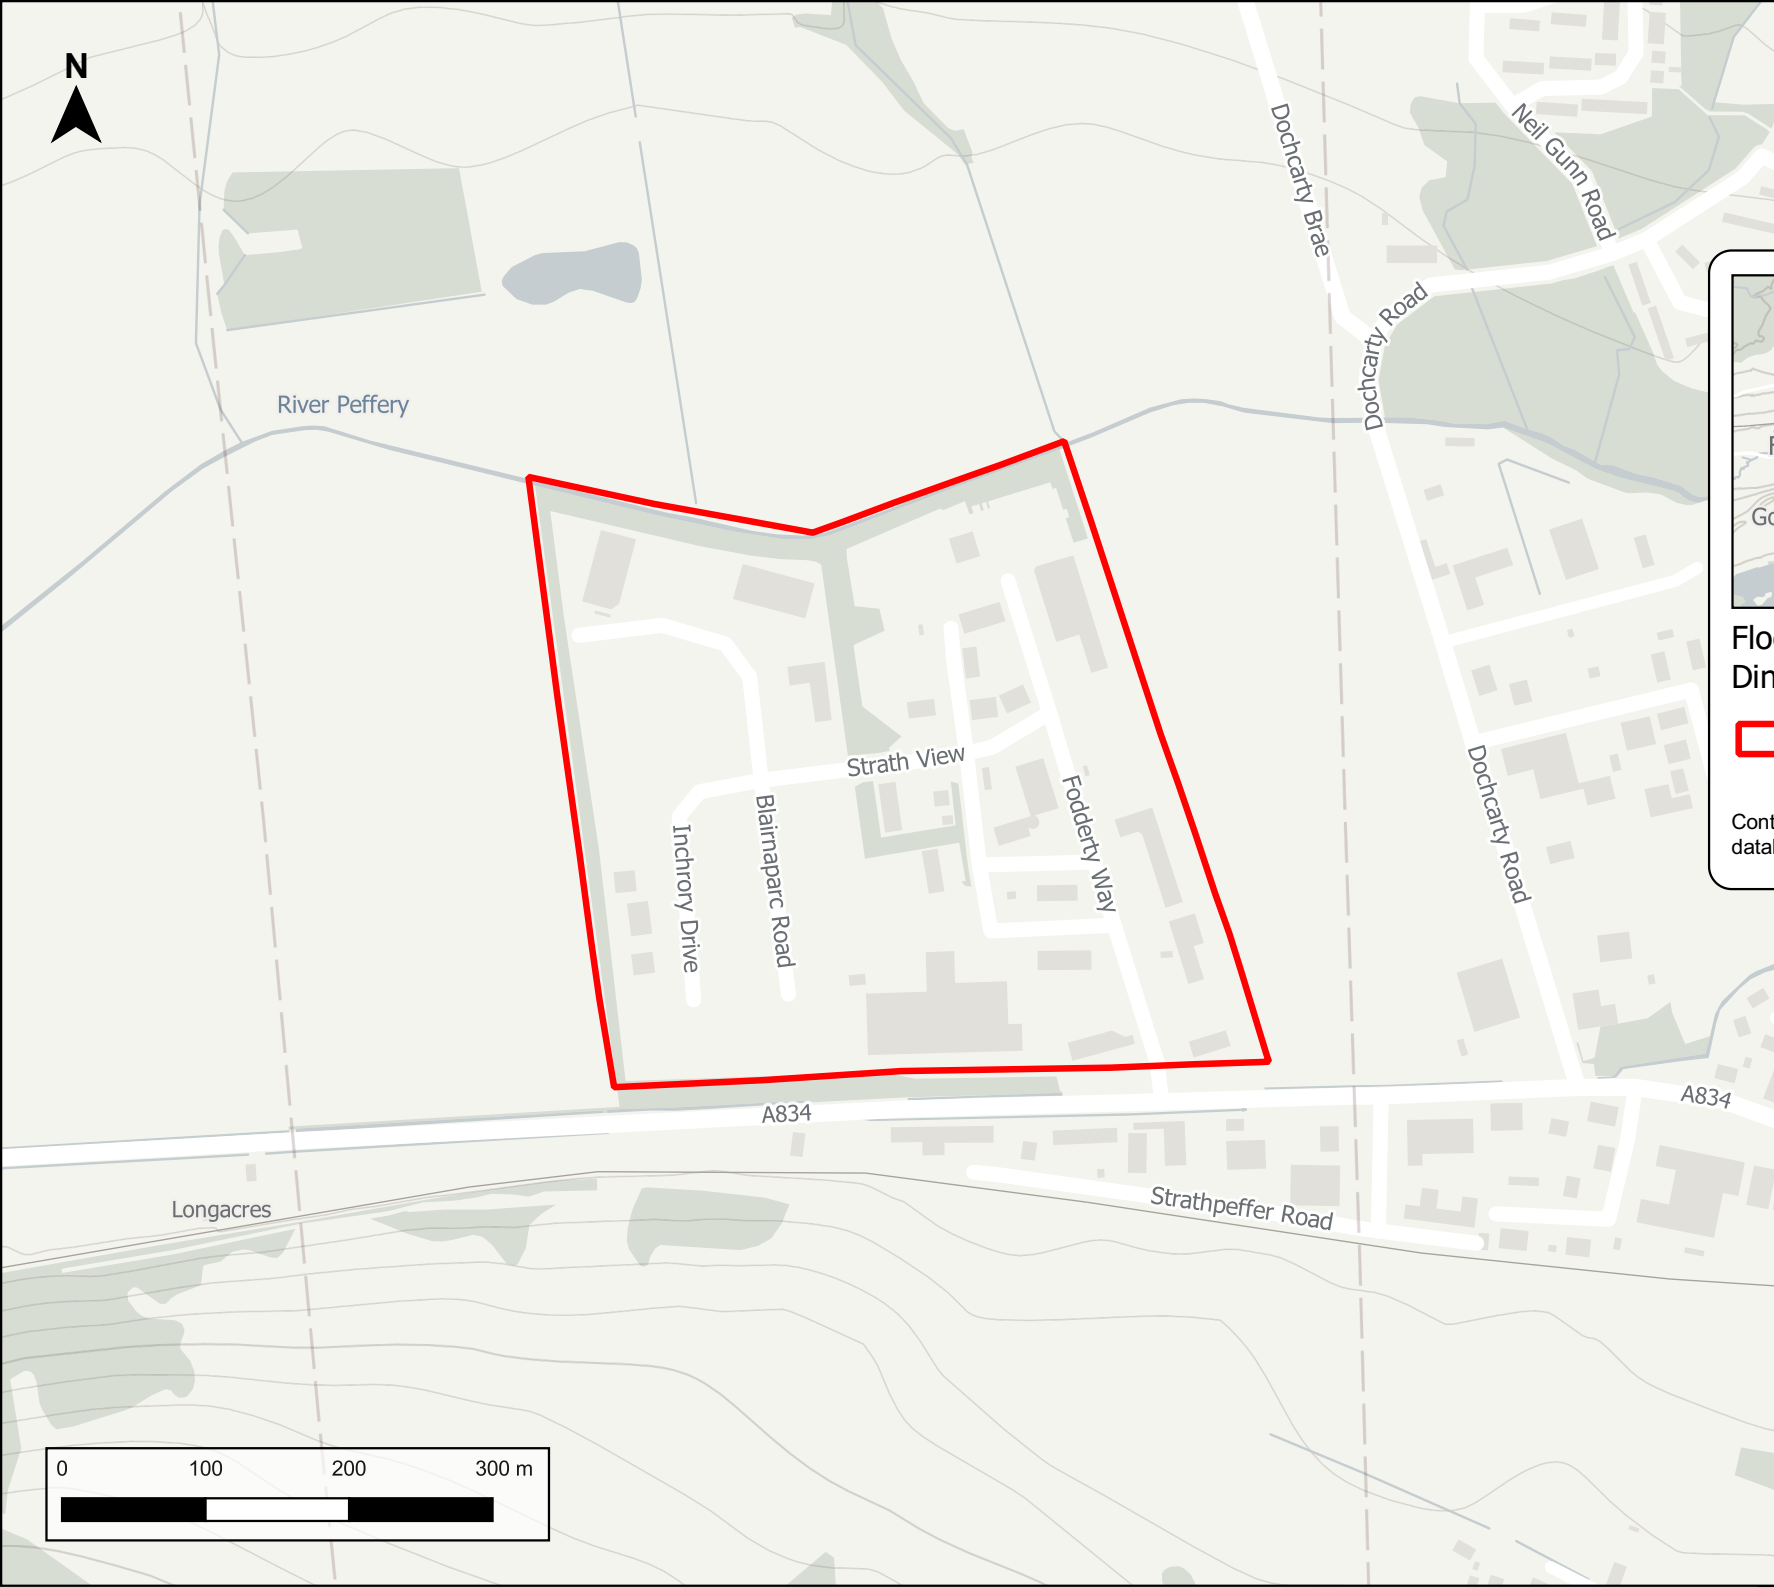 N
Dochcarty Brae
Neil Gunn Road
Dochcarty Road
River Peffery
Strath View
Fodderty Way
Blairnaparc Road
Inchrory Drive
Dochcarty Road
A834
A834
Longacres
Strathpeffer Road
0 100 200 300 m